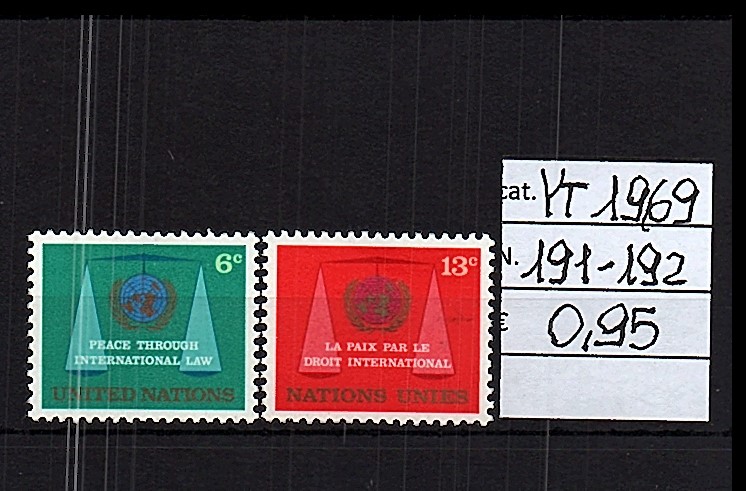 6c
PEACE THROUGH
INTERNATIONAL LAW
UNITED NATIONS
13c
LA PAIX PAR LE
DROIT INTERNATIONAL
NATIONS UNIES
cat. YT 1969
N. 191-192
€ 0,95